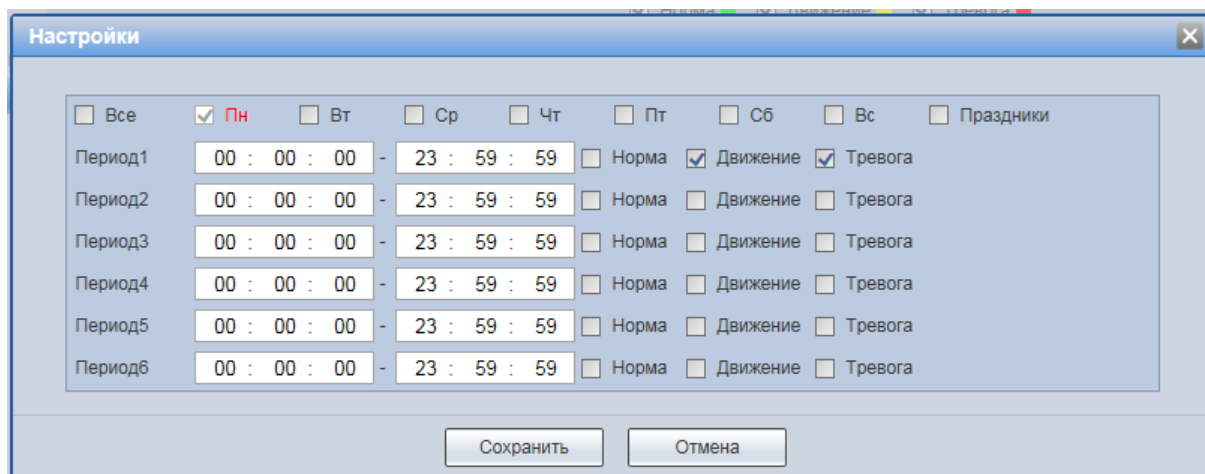 Норма Движение Тревога
Настройки
Все Пн Вт Ср Чт Пт Сб Вс Праздники
Период1 00 : 00 : 00 - 23 : 59 : 59 Норма Движение Тревога
Период2 00 : 00 : 00 - 23 : 59 : 59 Норма Движение Тревога
Период3 00 : 00 : 00 - 23 : 59 : 59 Норма Движение Тревога
Период4 00 : 00 : 00 - 23 : 59 : 59 Норма Движение Тревога
Период5 00 : 00 : 00 - 23 : 59 : 59 Норма Движение Тревога
Период6 00 : 00 : 00 - 23 : 59 : 59 Норма Движение Тревога
Сохранить Отмена